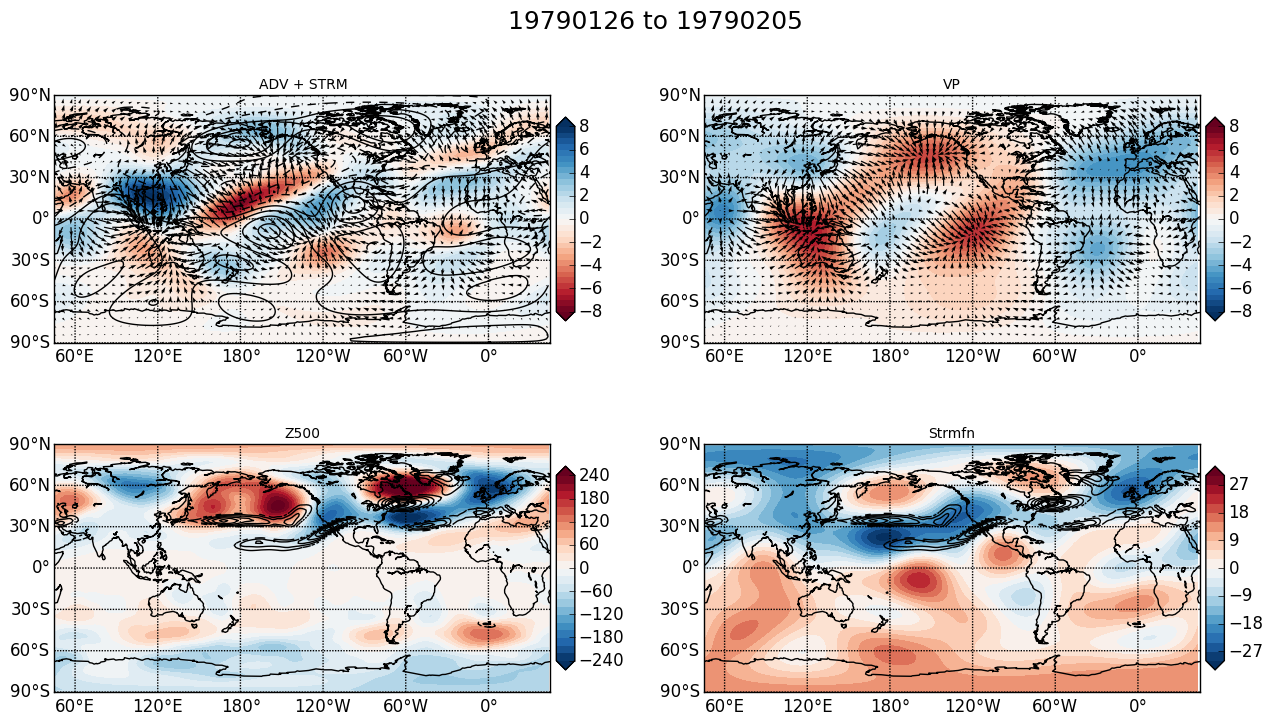 19790126 to 19790205
ADV + STRM
90°N
60°N
30°N
0°
30°S
60°S
90°S
60°E 120°E 180° 120°W 60°W 0°
8
6
4
2
0
−2
−4
−6
−8
VP
90°N
60°N
30°N
0°
30°S
60°S
90°S
60°E 120°E 180° 120°W 60°W 0°
8
6
4
2
0
−2
−4
−6
−8
Z500
90°N
60°N
30°N
0°
30°S
60°S
90°S
60°E 120°E 180° 120°W 60°W 0°
240
180
120
60
0
−60
−120
−180
−240
Strmfn
90°N
60°N
30°N
0°
30°S
60°S
90°S
60°E 120°E 180° 120°W 60°W 0°
27
18
9
0
−9
−18
−27